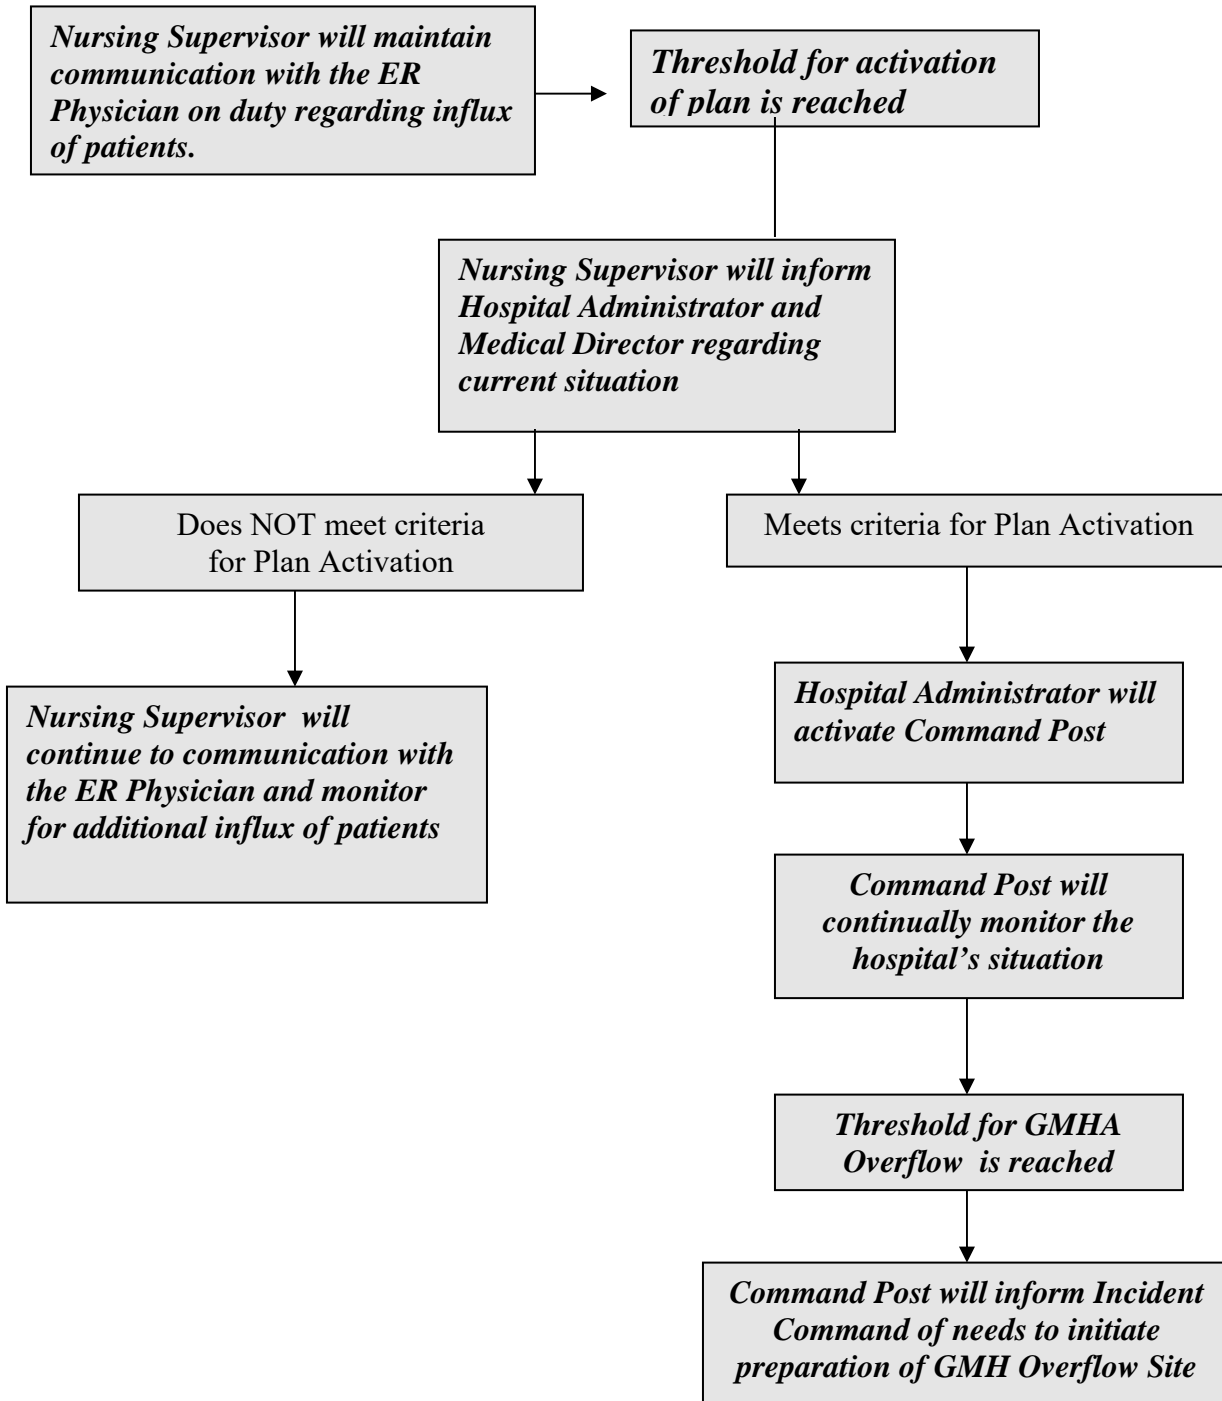 Nursing Supervisor will maintain
communication with the ER
Physician on duty regarding influx
of patients.
Threshold for activation
of plan is reached
Nursing Supervisor will inform
Hospital Administrator and
Medical Director regarding
current situation
Does NOT meet criteria
for Plan Activation
Meets criteria for Plan Activation
Nursing Supervisor  will
continue to communication with
the ER Physician and monitor
for additional influx of patients
Hospital Administrator will
activate Command Post
Command Post will
continually monitor the
hospital’s situation
Threshold for GMHA
Overflow  is reached
Command Post will inform Incident
Command of needs to initiate
preparation of GMH Overflow Site